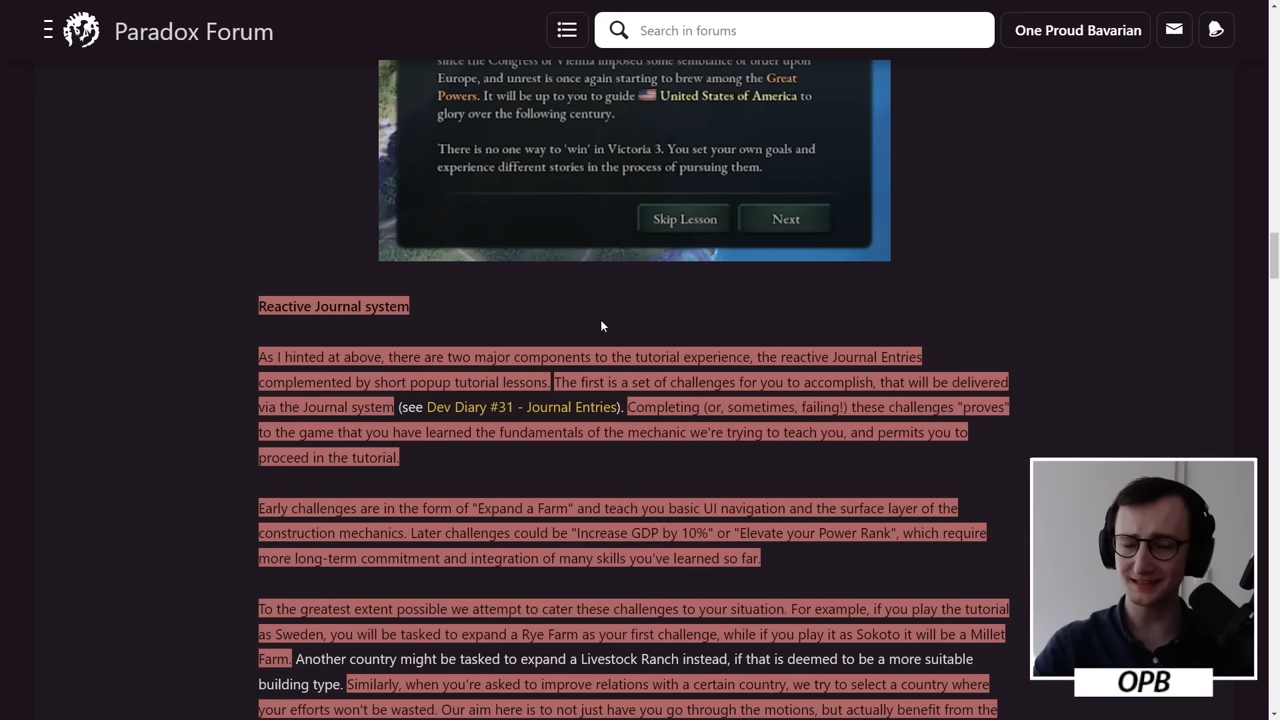 Paradox Forum
Search in forums
One Proud Bavarian
since the Congress of Vienna imposed some semblance of order upon
Europe, and unrest is once again starting to brew among the Great
Powers. It will be up to you to guide United States of America to
glory over the following century.
There is no one way to 'win' in Victoria 3. You set your own goals and
experience different stories in the process of pursuing them.
Skip Lesson
Next
Reactive Journal system
As I hinted at above, there are two major components to the tutorial experience, the reactive Journal Entries
complemented by short popup tutorial lessons. The first is a set of challenges for you to accomplish, that will be delivered
via the Journal system (see Dev Diary #31 - Journal Entries). Completing (or, sometimes, failing!) these challenges "proves"
to the game that you have learned the fundamentals of the mechanic we're trying to teach you, and permits you to
proceed in the tutorial.
Early challenges are in the form of "Expand a Farm" and teach you basic UI navigation and the surface layer of the
construction mechanics. Later challenges could be "Increase GDP by 10%" or "Elevate your Power Rank", which require
more long-term commitment and integration of many skills you've learned so far.
To the greatest extent possible we attempt to cater these challenges to your situation. For example, if you play the tutorial
as Sweden, you will be tasked to expand a Rye Farm as your first challenge, while if you play it as Sokoto it will be a Millet
Farm. Another country might be tasked to expand a Livestock Ranch instead, if that is deemed to be a more suitable
building type. Similarly, when you're asked to improve relations with a certain country, we try to select a country where
your efforts won't be wasted. Our aim here is to not just have you go through the motions, but actually benefit from the
OPB